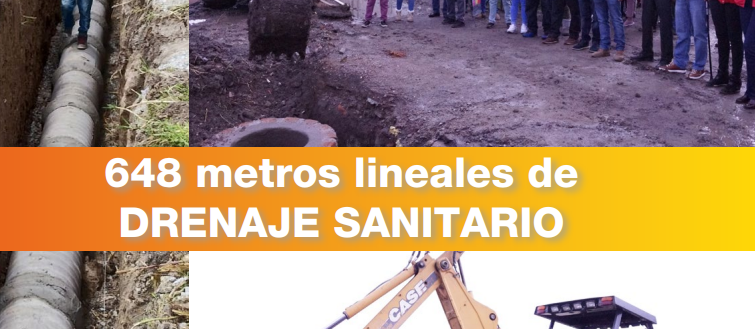 648 metros lineales de
DRENAJE SANITARIO
CASE